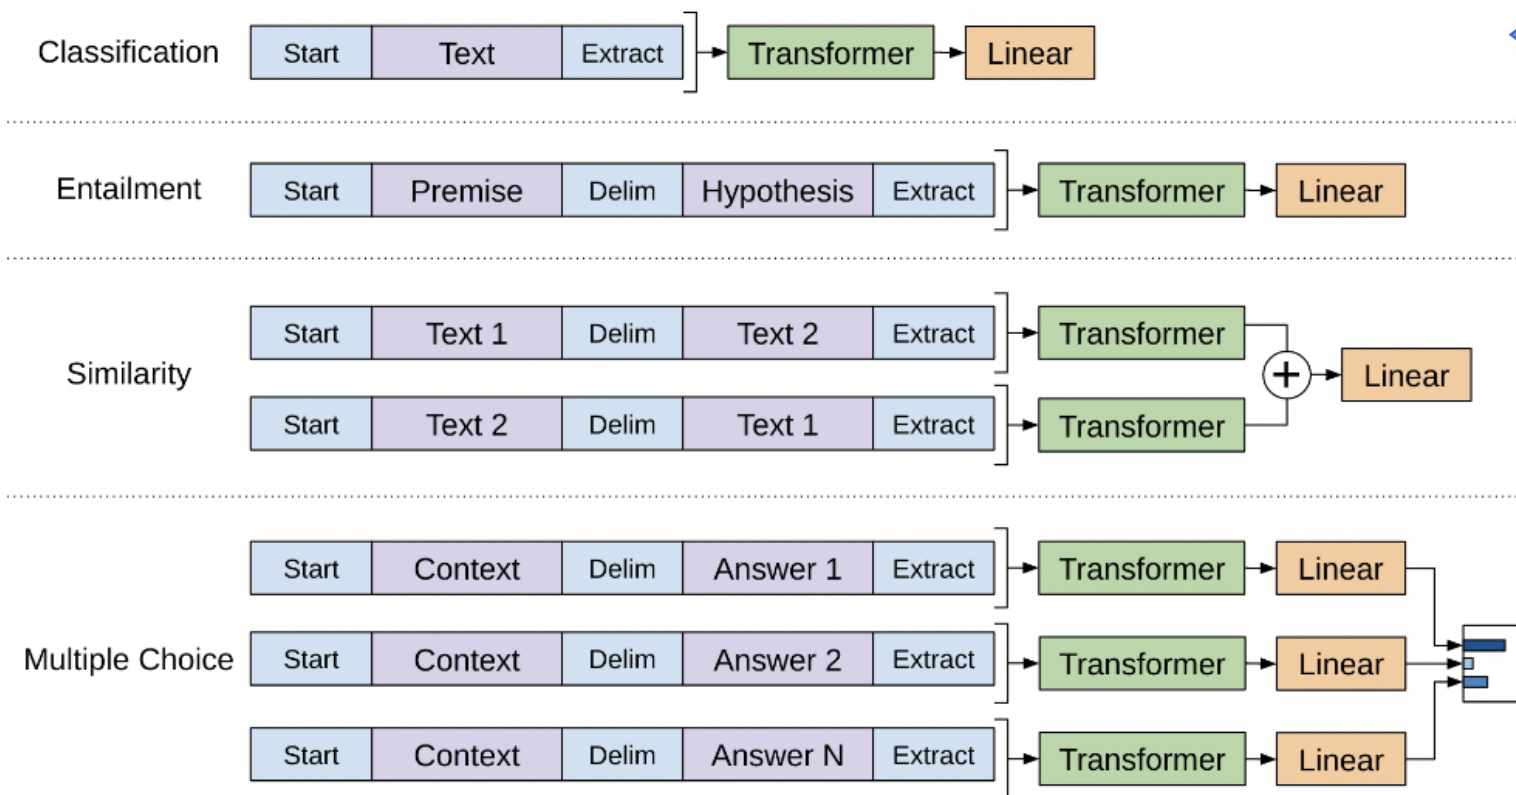 Classification Start Text Extract Transformer Linear
Entailment Start Premise Delim Hypothesis Extract Transformer Linear
Start Text 1 Delim Text 2 Extract Transformer
Similarity + Linear
Start Text 2 Delim Text 1 Extract Transformer
Start Context Delim Answer 1 Extract Transformer Linear
Multiple Choice Start Context Delim Answer 2 Extract Transformer Linear
Start Context Delim Answer N Extract Transformer Linear